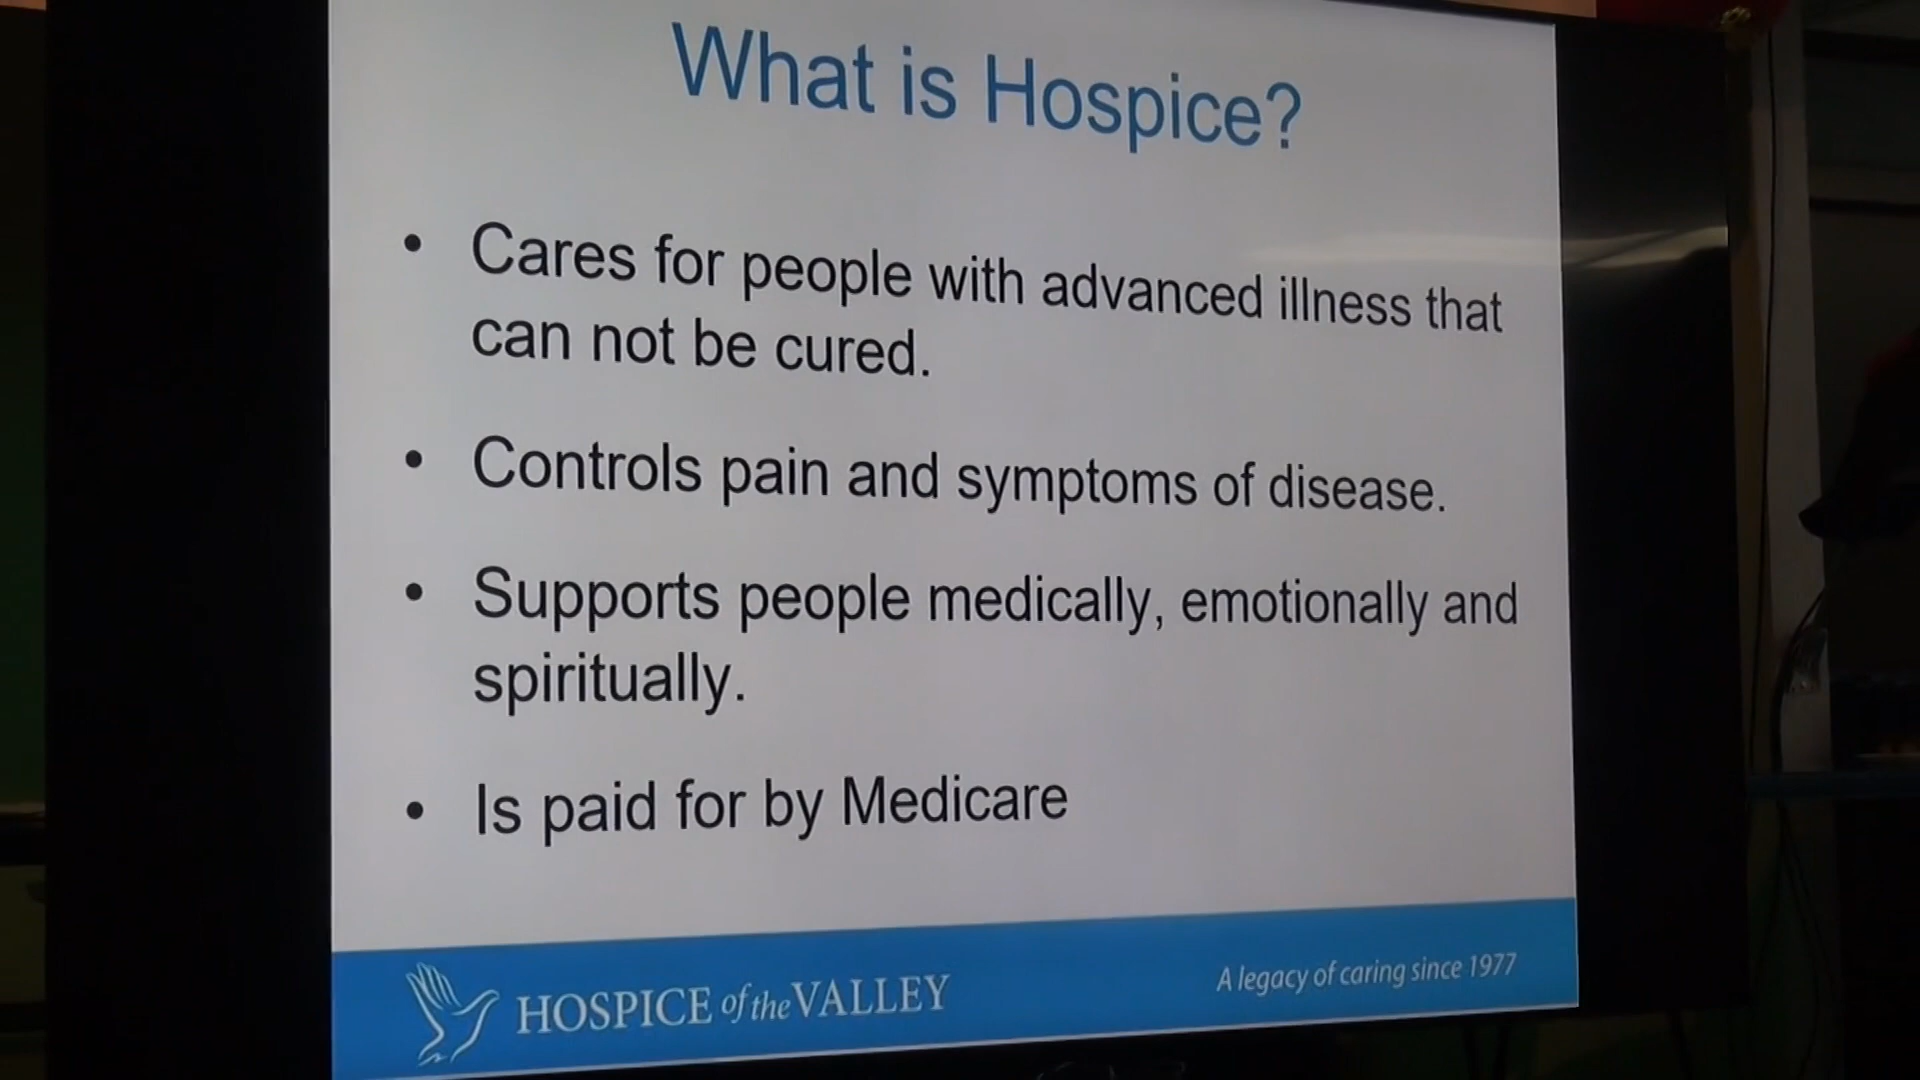 What is Hospice?
• Cares for people with advanced illness that
can not be cured.
• Controls pain and symptoms of disease.
• Supports people medically, emotionally and
spiritually.
• Is paid for by Medicare
HOSPICE of the VALLEY
A legacy of caring since 1977